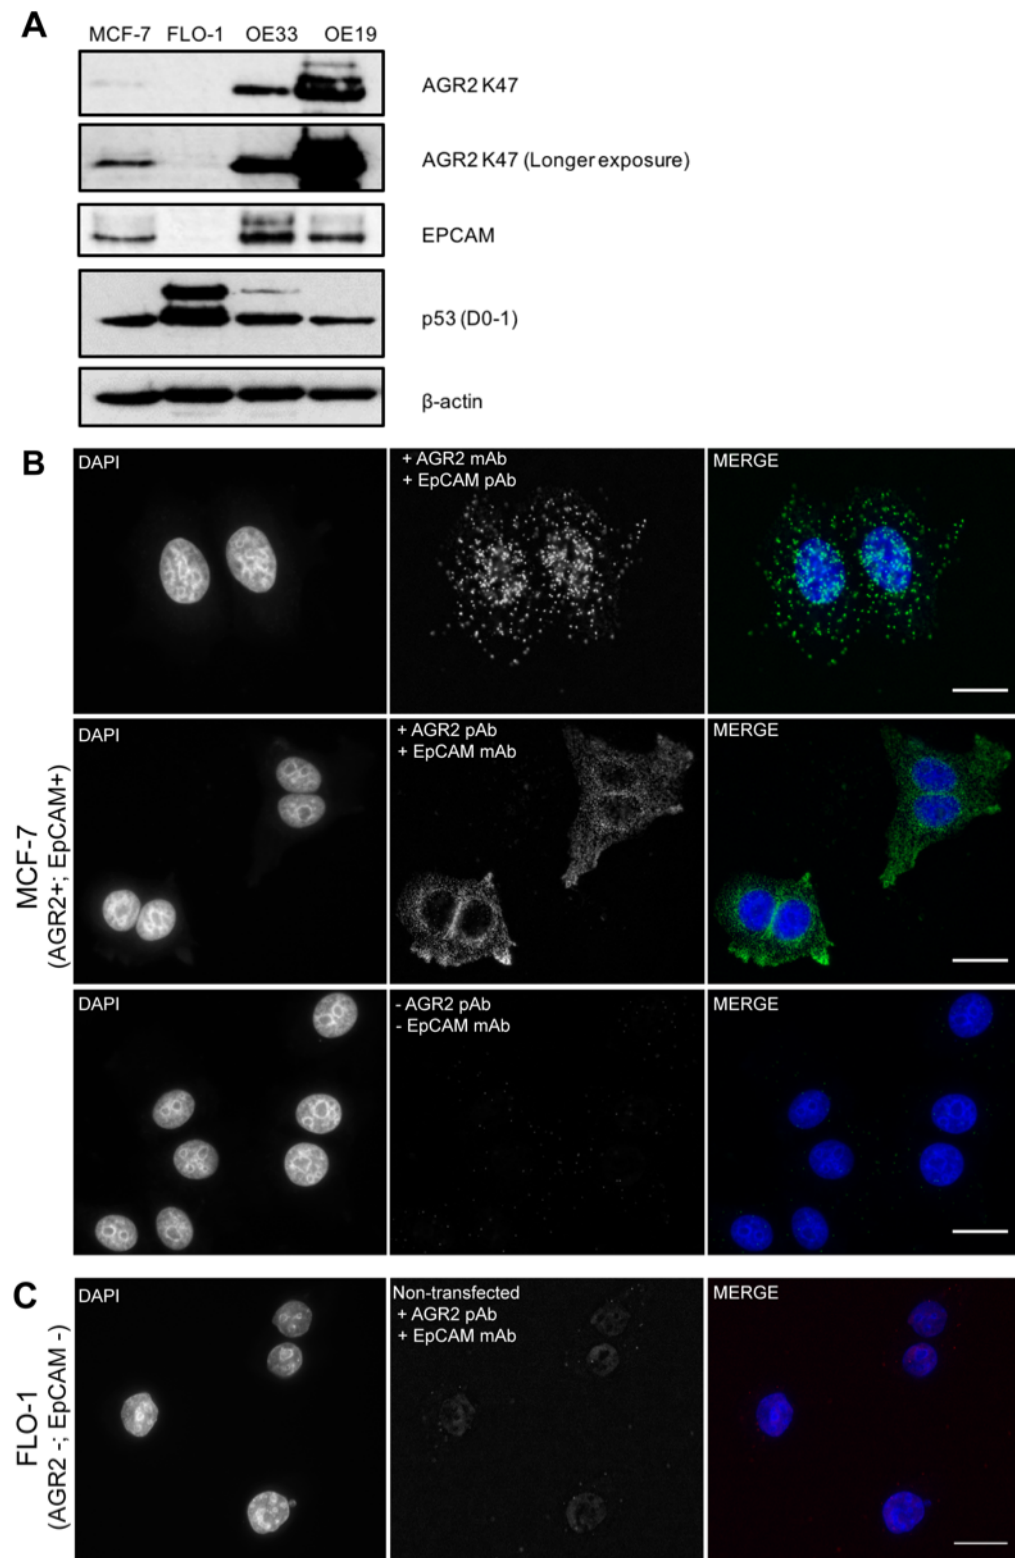 A
MCF-7 FLO-1 OE33 OE19
AGR2 K47
AGR2 K47 (Longer exposure)
EPCAM
p53 (D0-1)
β-actin
B
MCF-7
(AGR2+; EpCAM+)
DAPI
+ AGR2 mAb
+ EpCAM pAb
MERGE
DAPI
+ AGR2 pAb
+ EpCAM mAb
MERGE
DAPI
- AGR2 pAb
- EpCAM mAb
MERGE
C
FLO-1
(AGR2 -; EpCAM -)
DAPI
Non-transfected
+ AGR2 pAb
+ EpCAM mAb
MERGE